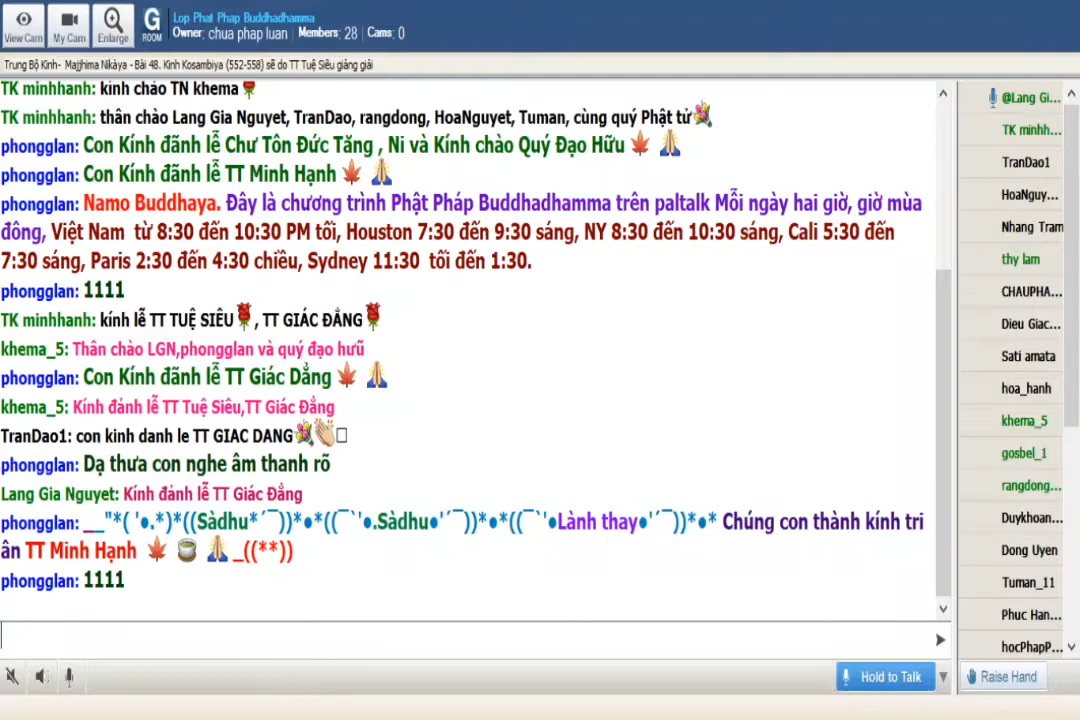 Lop Phat Phap Buddhadhamma
View Cam
My Cam
Enlarge
G
ROOM
Owner: chua phap luan
Members: 28
Cams: 0
Trung Bộ Kinh- Majjhima Nikàya - Bài 48. Kinh Kosambiya (552-558) sẽ do TT Tuệ Siêu giảng giải
TK minhhanh: kính chào TN khema
TK minhhanh: thân chào Lang Gia Nguyet, TranDao, rangdong, HoaNguyet, Tuman, cùng quý Phật tử
phongglan: Con Kính đãnh lễ Chư Tôn Đức Tăng , Ni và Kính chào Quý Đạo Hữu
phongglan: Con Kính đãnh lễ TT Minh Hạnh
phongglan: Namo Buddhaya. Đây là chương trình Phật Pháp Buddhadhamma trên paltalk Mỗi ngày hai giờ, giờ mùa
đông, Việt Nam từ 8:30 đến 10:30 PM tối, Houston 7:30 đến 9:30 sáng, NY 8:30 đến 10:30 sáng, Cali 5:30 đến
7:30 sáng, Paris 2:30 đến 4:30 chiều, Sydney 11:30 tối đến 1:30.
phongglan: 1111
TK minhhanh: kính lễ TT TUỆ SIÊU , TT GIÁC ĐẲNG
khema_5: Thân chào LGN,phongglan và quý đạo hưũ
phongglan: Con Kính đãnh lễ TT Giác Dẳng
khema_5: Kính đảnh lễ TT Tuệ Siêu,TT Giác Đẳng
TranDao1: con kinh danh le TT GIAC DANG
phongglan: Dạ thưa con nghe âm thanh rõ
Lang Gia Nguyet: Kính đảnh lễ TT Giác Đẳng
phongglan: __"*( '●.*)*((Sàdhu*´¯))*●*((¯`'●.Sàdhu●'´¯))*●*((¯`'●Lành thay●'´¯))*●* Chúng con thành kính tri
ân TT Minh Hạnh _((**))
phongglan: 1111
@Lang Gi...
TK minhh...
TranDao1
HoaNguy...
Nhang Tram
thy lam
CHAUPHA...
Dieu Giac...
Sati amata
hoa_hanh
khema_5
gosbel_1
rangdong...
Duykhoan...
Dong Uyen
Tuman_11
Phuc Han...
hocPhapP...
Hold to Talk
Raise Hand